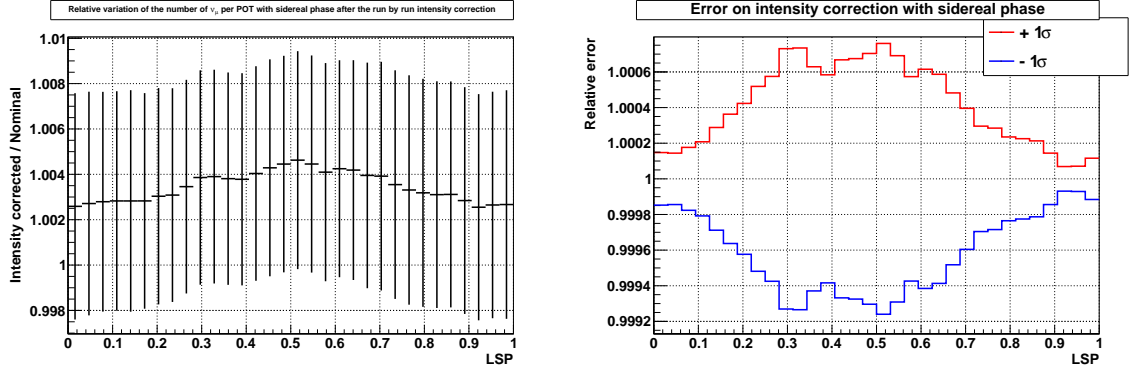 Relative variation of the number of νμ per POT with sidereal phase after the run by run intensity correction
Intensity corrected / Nominal
1.01
1.008
1.006
1.004
1.002
1
0.998
0 0.1 0.2 0.3 0.4 0.5 0.6 0.7 0.8 0.9 1
LSP
Error on intensity correction with sidereal phase
+ 1σ
- 1σ
Relative error
1.0006
1.0004
1.0002
1
0.9998
0.9996
0.9994
0.9992
0 0.1 0.2 0.3 0.4 0.5 0.6 0.7 0.8 0.9 1
LSP